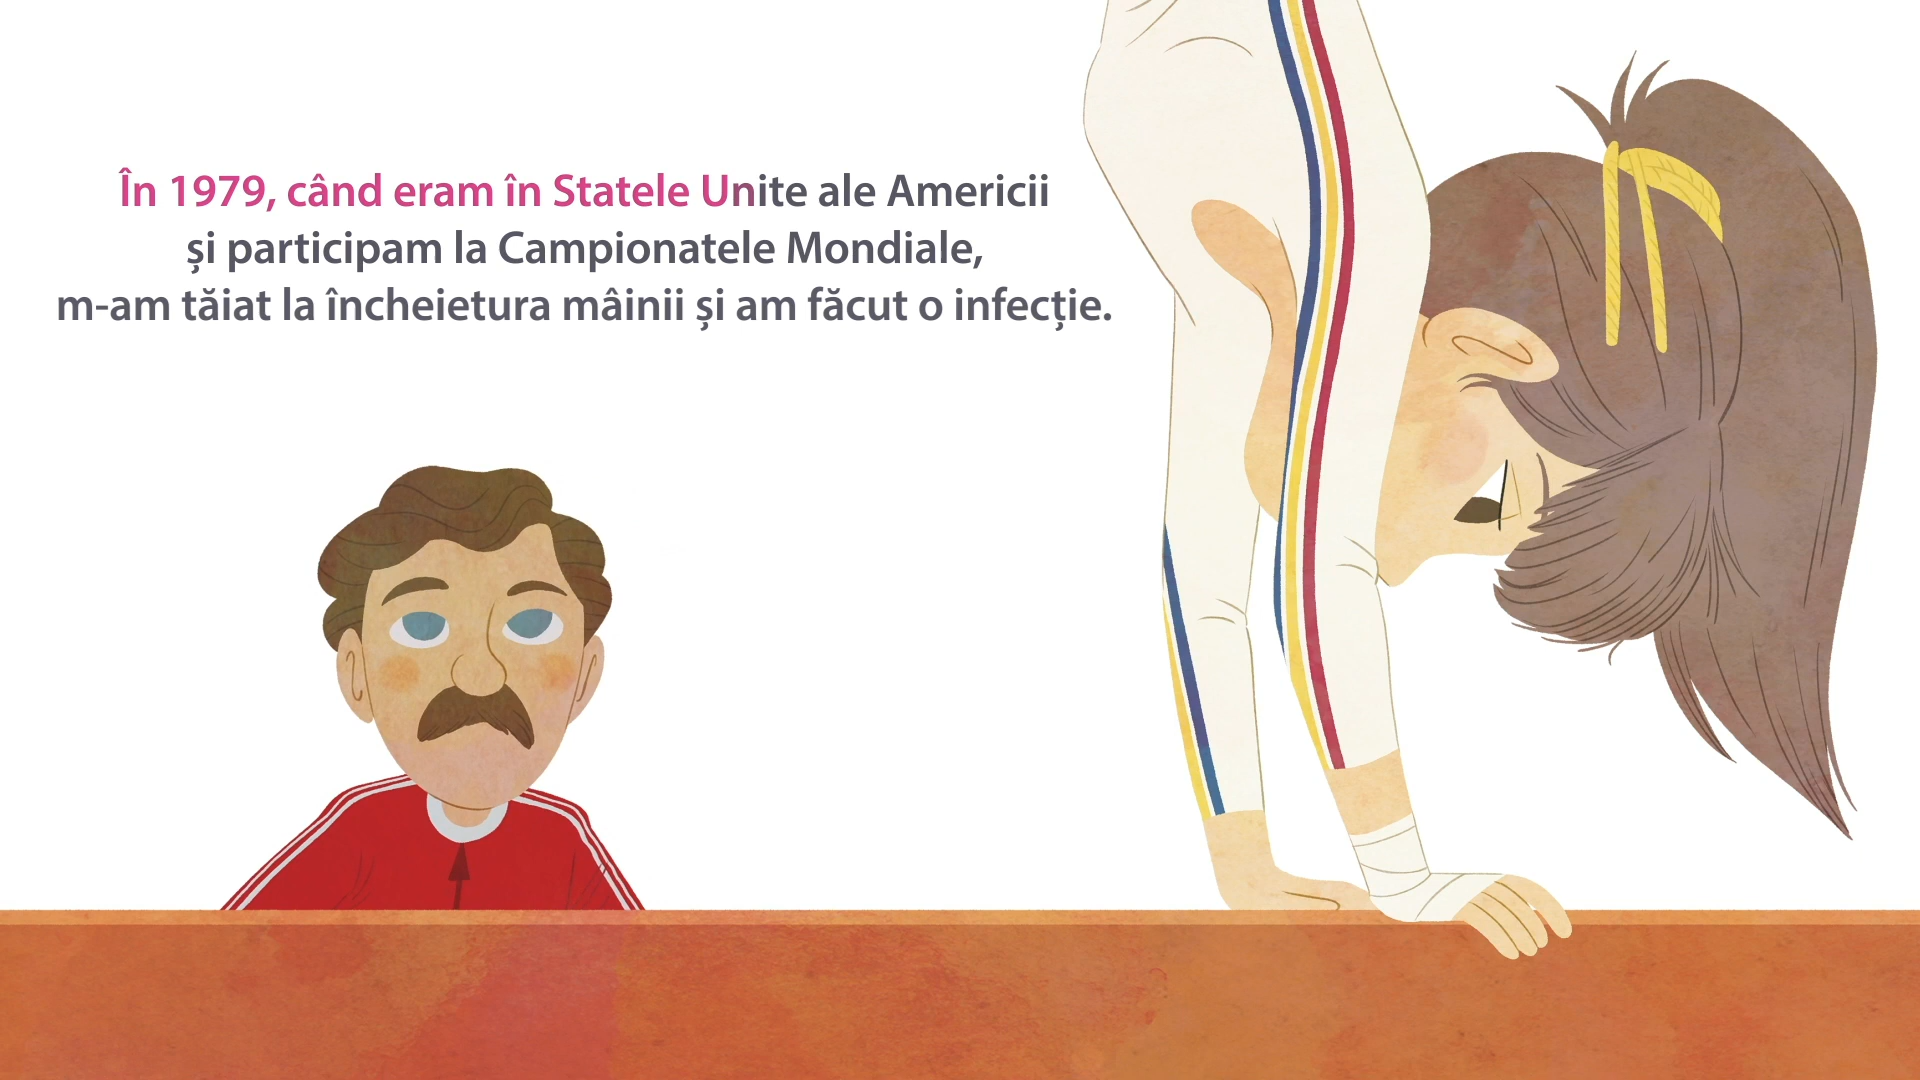 În 1979, când eram în Statele Unite ale Americii
și participam la Campionatele Mondiale,
m-am tăiat la încheietura mâinii și am făcut o infecție.